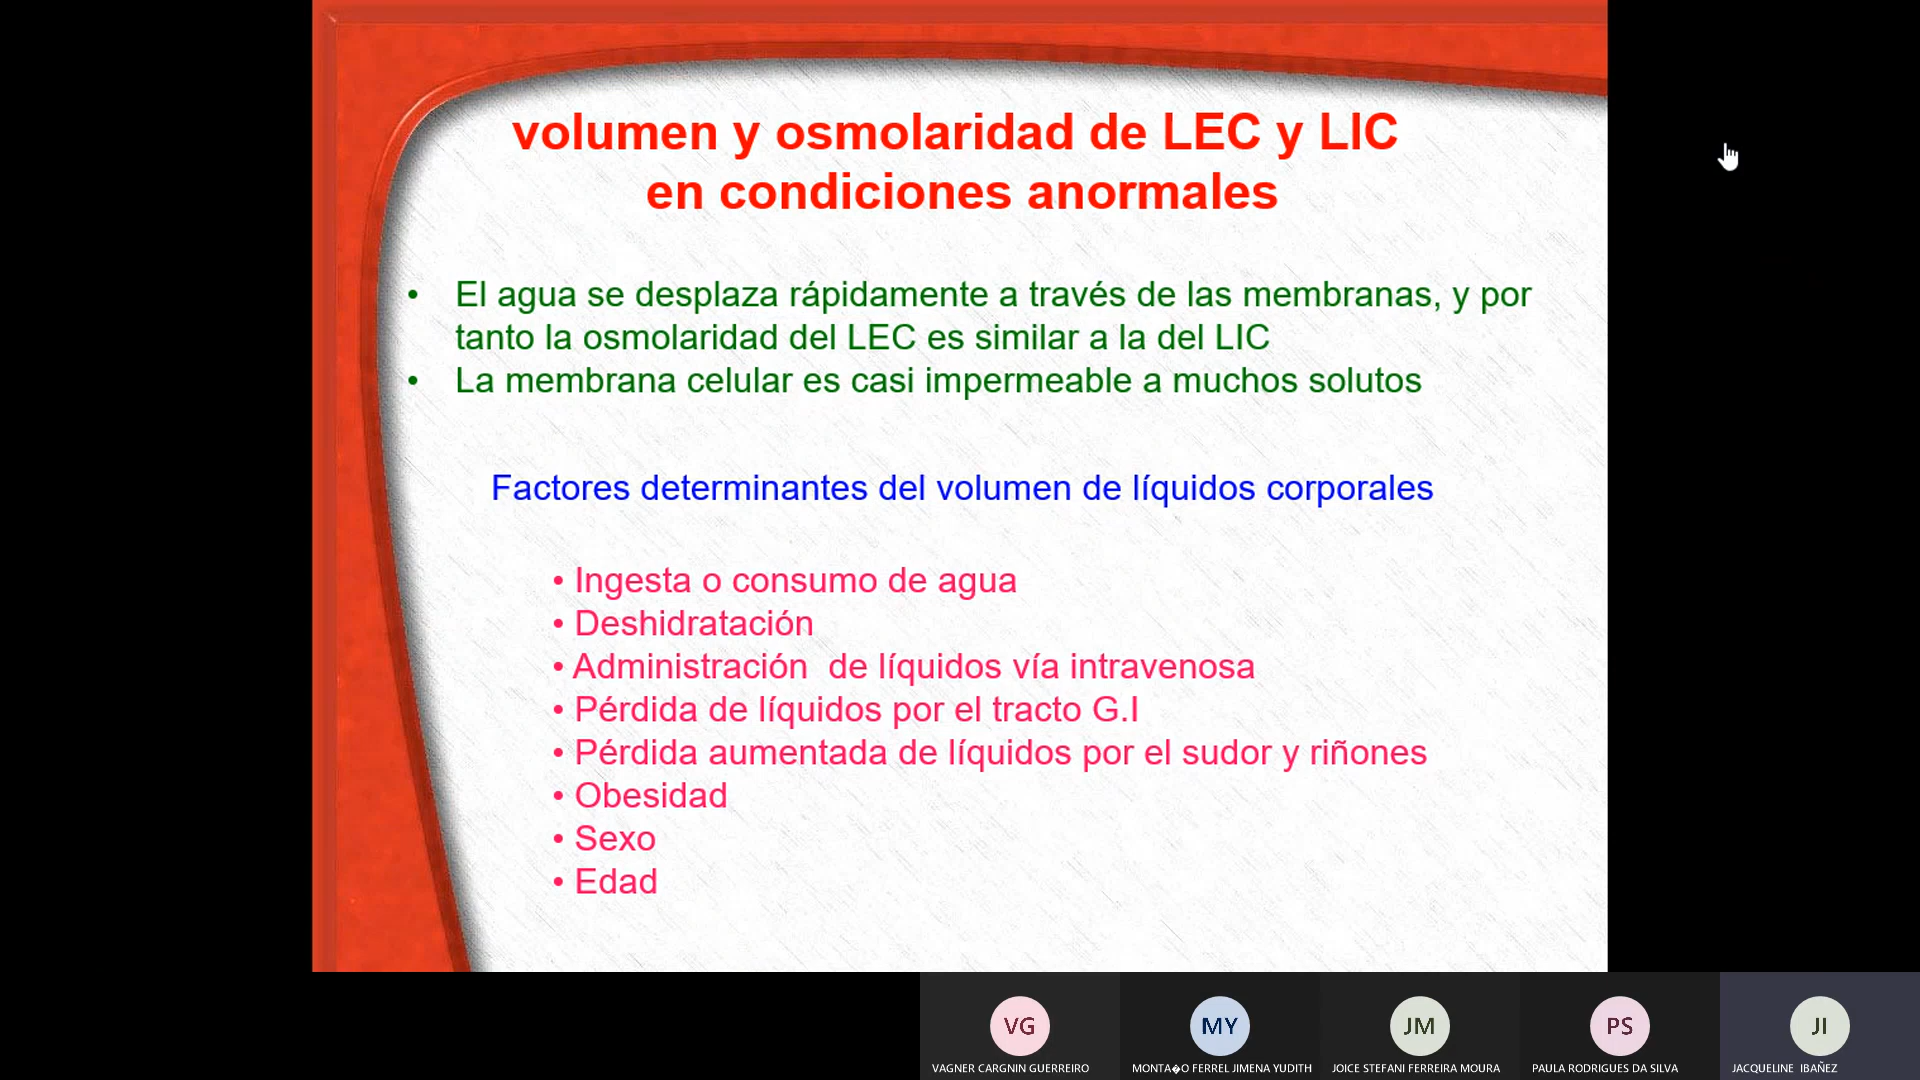 volumen y osmolaridad de LEC y LIC
en condiciones anormales
• El agua se desplaza rápidamente a través de las membranas, y por
tanto la osmolaridad del LEC es similar a la del LIC
• La membrana celular es casi impermeable a muchos solutos
Factores determinantes del volumen de líquidos corporales
• Ingesta o consumo de agua
• Deshidratación
• Administración  de líquidos vía intravenosa
• Pérdida de líquidos por el tracto G.I
• Pérdida aumentada de líquidos por el sudor y riñones
• Obesidad
• Sexo
• Edad
VG
MY
JM
PS
JI
VAGNER CARGNIN GUERREIRO
MONTA�O FERREL JIMENA YUDITH
JOICE STEFANI FERREIRA MOURA
PAULA RODRIGUES DA SILVA
JACQUELINE  IBAÑEZ